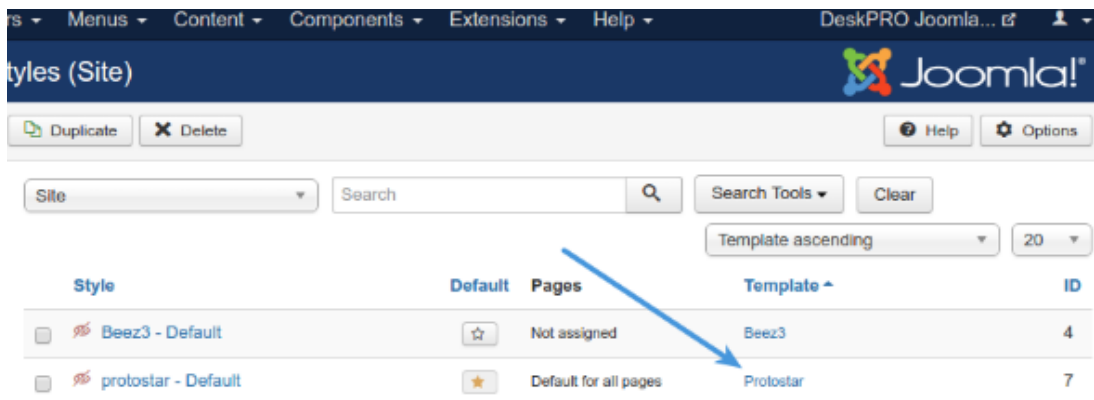 rs Menus Content Components Extensions Help DeskPRO Joomla...
tyles (Site) Joomla!®
Duplicate Delete Help Options
Site Search Search Tools Clear
Template ascending 20
Style Default Pages Template ID
Beez3 - Default Not assigned Beez3 4
protostar - Default Default for all pages Protostar 7